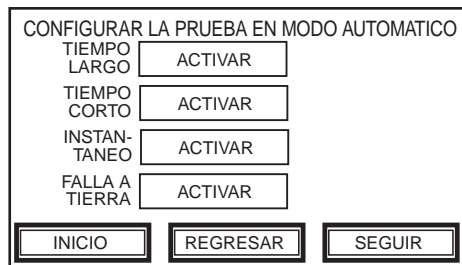 CONFIGURAR LA PRUEBA EN MODO AUTOMATICO
TIEMPO
LARGO
ACTIVAR
TIEMPO
CORTO
ACTIVAR
INSTAN-
TANEO
ACTIVAR
FALLA A
TIERRA
ACTIVAR
INICIO
REGRESAR
SEGUIR